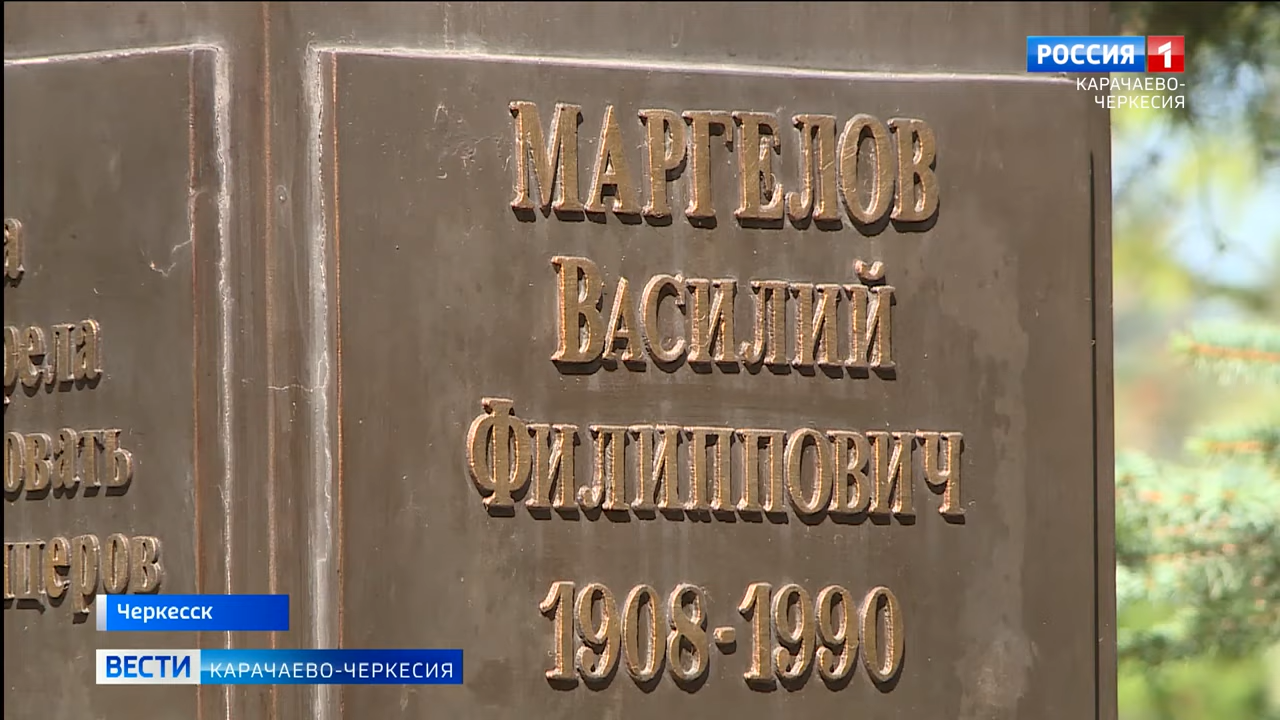 РОССИЯ 1
КАРАЧАЕВО-
ЧЕРКЕСИЯ
МАРГЕЛОВ
ВАСИЛИЙ
ФИЛИППОВИЧ
1908-1990
Черкесск
ВЕСТИ КАРАЧАЕВО-ЧЕРКЕСИЯ